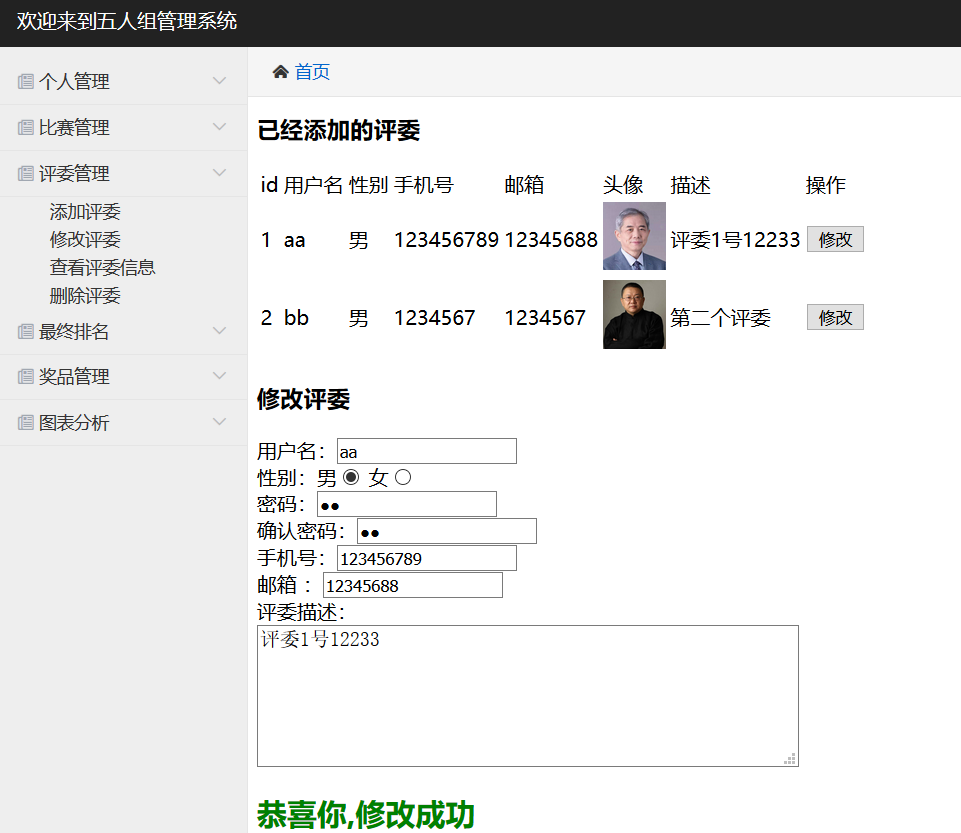 欢迎来到五人组管理系统
首页
个人管理
比赛管理
评委管理
添加评委
修改评委
查看评委信息
删除评委
最终排名
奖品管理
图表分析
已经添加的评委
id 用户名 性别 手机号 邮箱 头像 描述 操作
1 aa 男 123456789 12345688 评委1号12233 修改
2 bb 男 1234567 1234567 第二个评委 修改
修改评委
用户名：aa
性别：男 女
密码：●●
确认密码：●●
手机号：123456789
邮箱 ：12345688
评委描述：
评委1号12233
恭喜你,修改成功